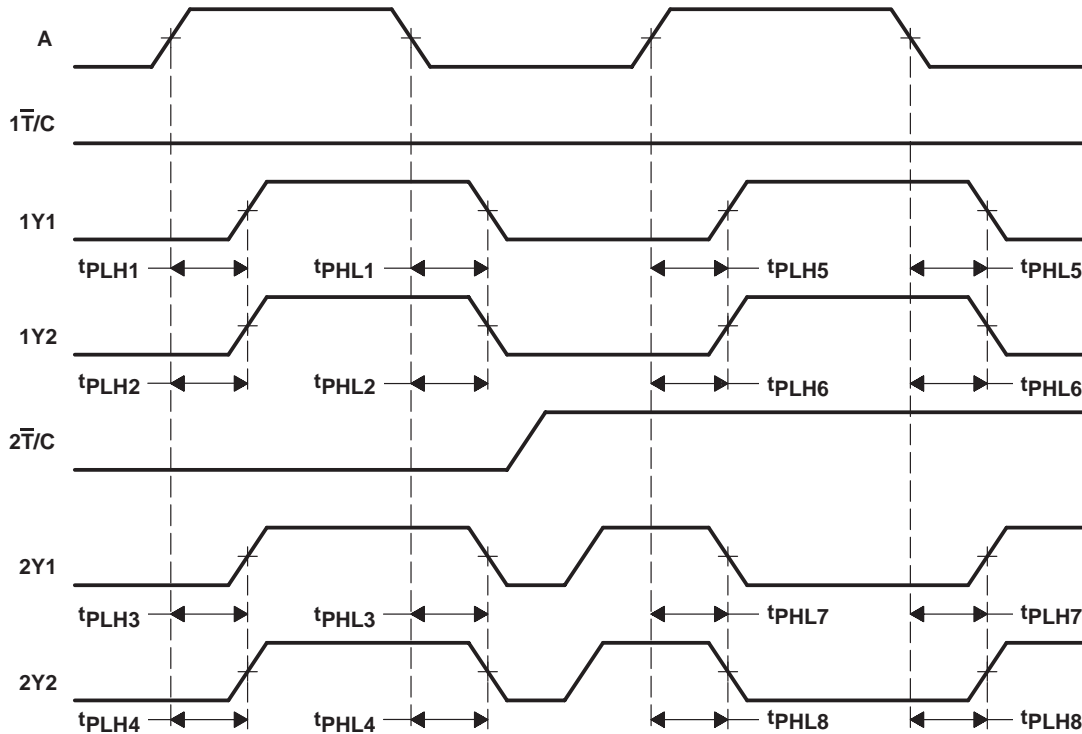 A
1T̅/C
1Y1
tPLH1 tPHL1 tPLH5 tPHL5
1Y2
tPLH2 tPHL2 tPLH6 tPHL6
2T̅/C
2Y1
tPLH3 tPHL3 tPHL7 tPLH7
2Y2
tPLH4 tPHL4 tPHL8 tPLH8